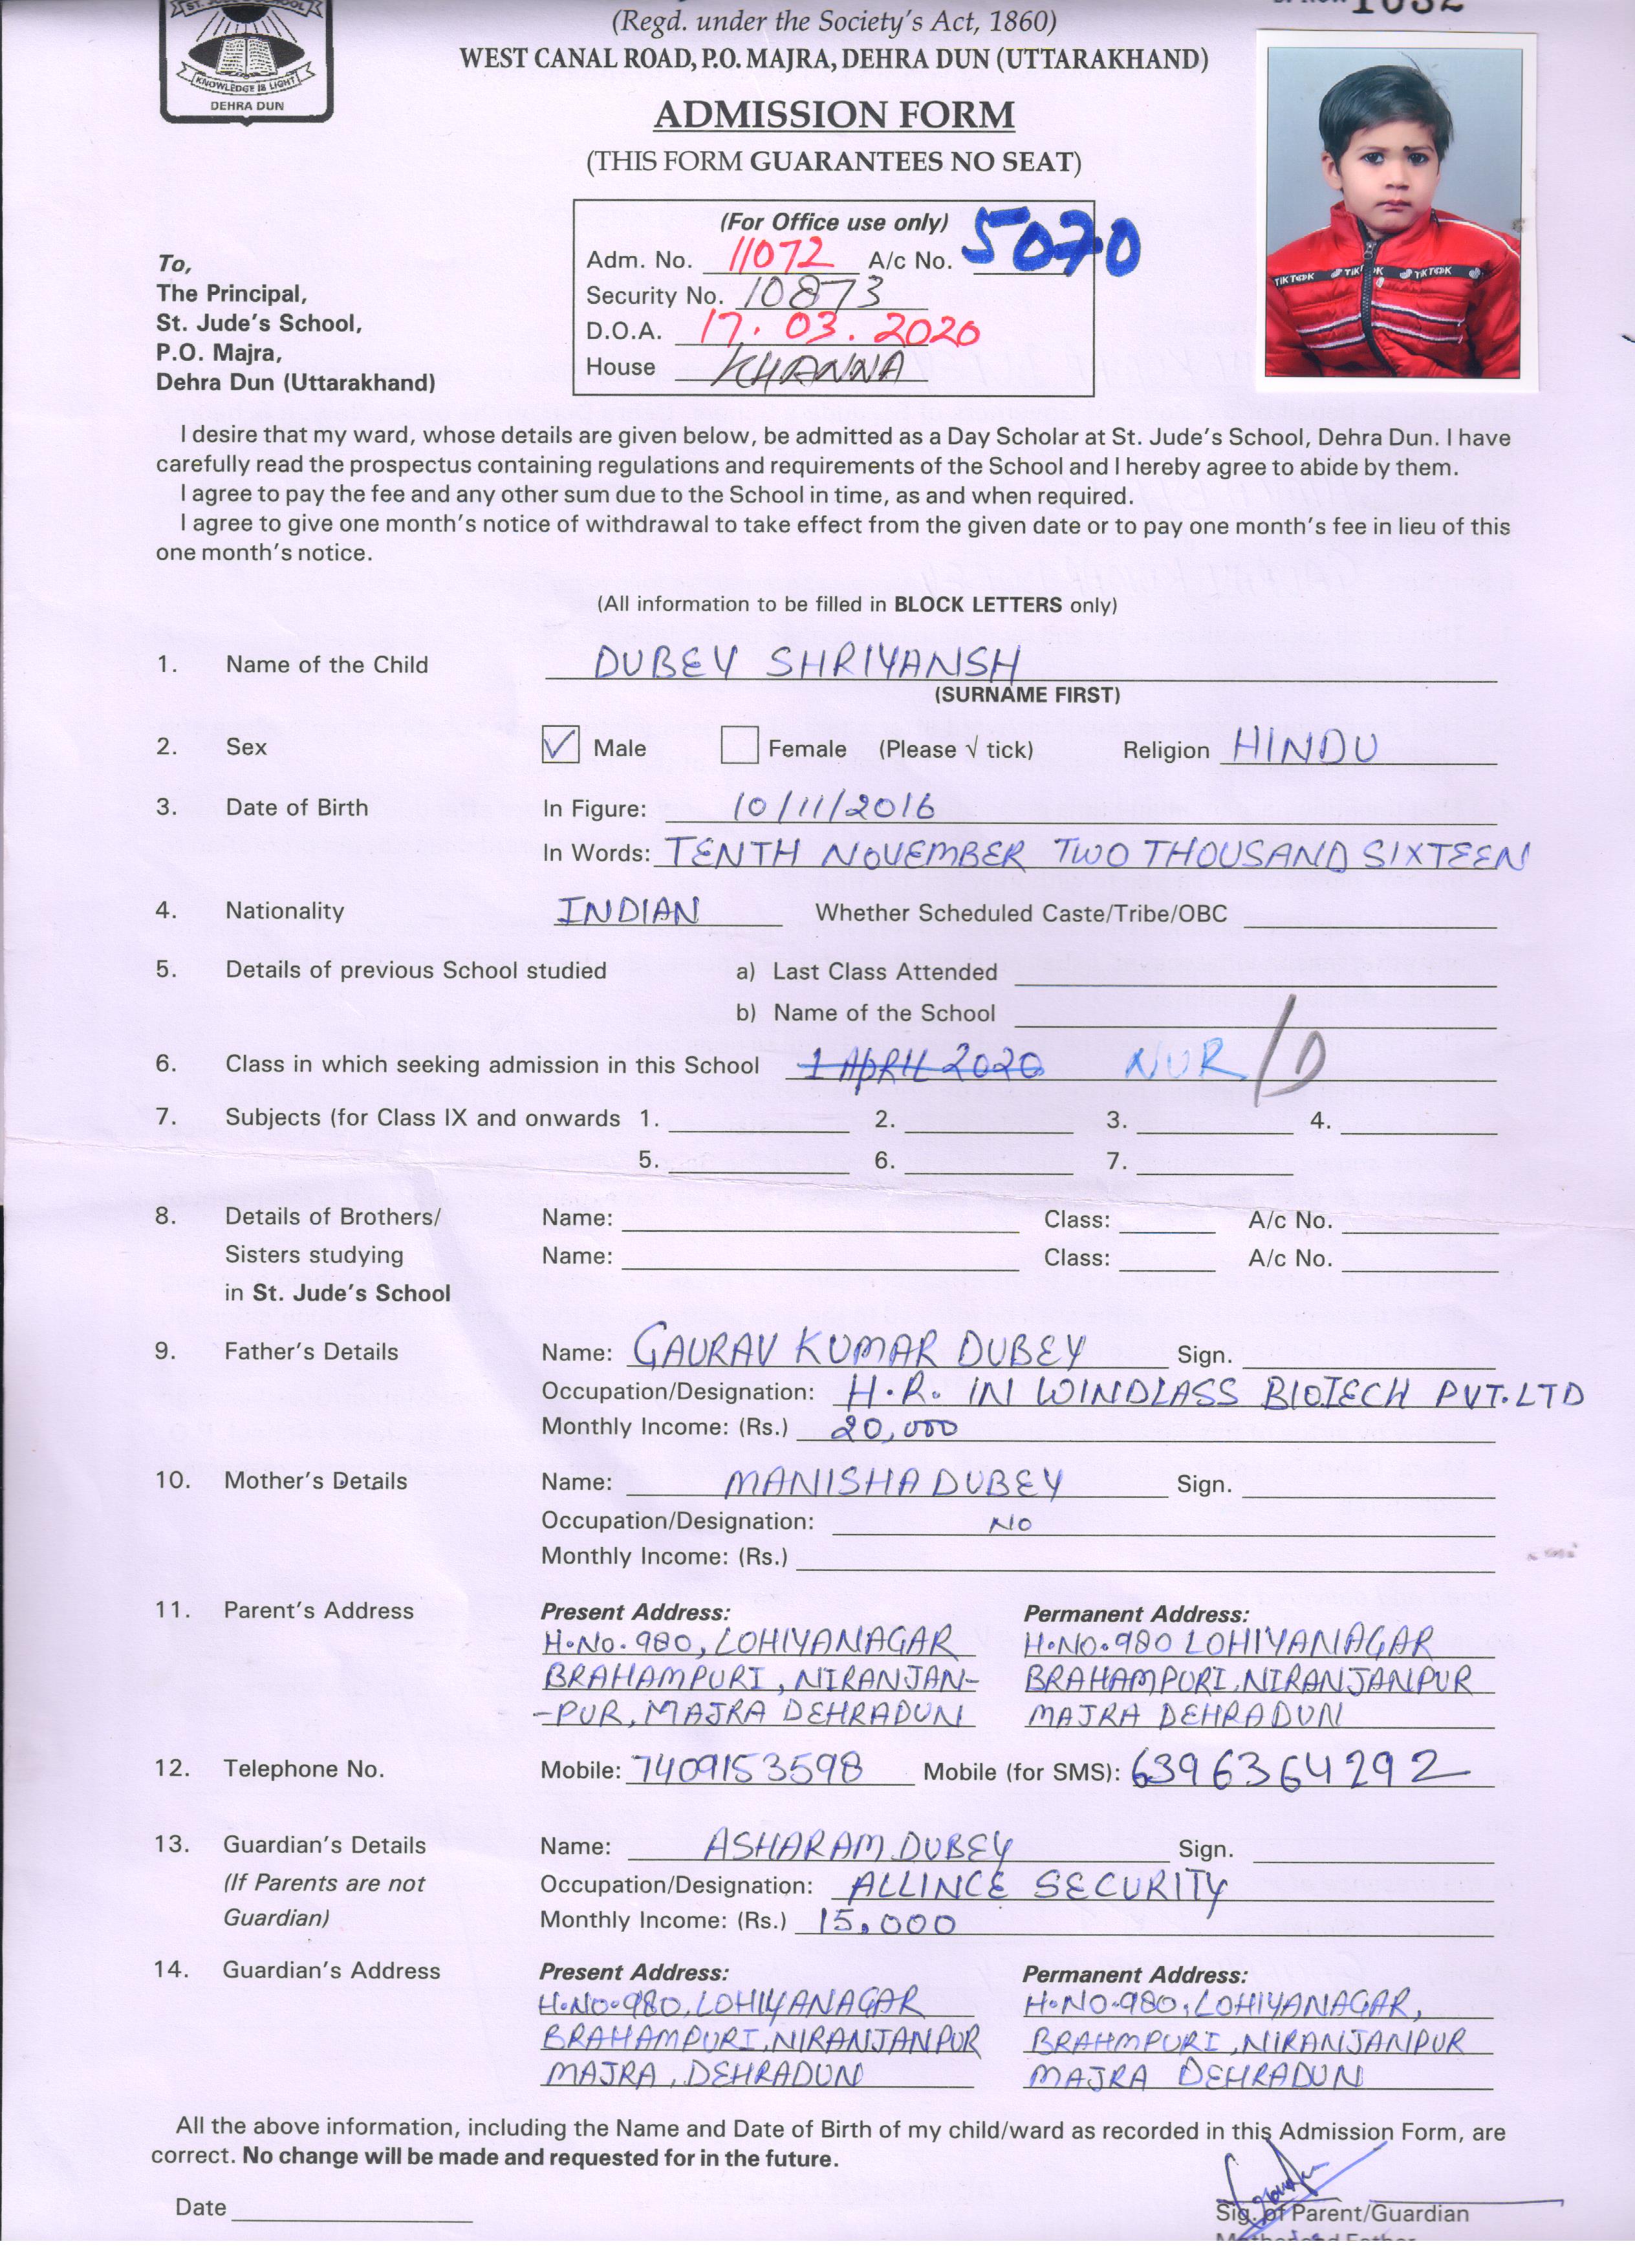 ST. JUDE'S SCHOOL
KNOWLEDGE IS LIGHT
DEHRA DUN
(Regd. under the Society's Act, 1860)
WEST CANAL ROAD, P.O. MAJRA, DEHRA DUN (UTTARAKHAND)
1032
ADMISSION FORM
(THIS FORM GUARANTEES NO SEAT)
(For Office use only)
Adm. No. 11072 A/c No. 5070
Security No. 10873
D.O.A. 17.03.2020
House KHANNA
To,
The Principal,
St. Jude's School,
P.O. Majra,
Dehra Dun (Uttarakhand)
TIKTOK TIKTOK TIKTOK
I desire that my ward, whose details are given below, be admitted as a Day Scholar at St. Jude's School, Dehra Dun. I have
carefully read the prospectus containing regulations and requirements of the School and I hereby agree to abide by them.
I agree to pay the fee and any other sum due to the School in time, as and when required.
I agree to give one month's notice of withdrawal to take effect from the given date or to pay one month's fee in lieu of this
one month's notice.
(All information to be filled in BLOCK LETTERS only)
1. Name of the Child DUBEY SHRIYANSH
(SURNAME FIRST)
2. Sex ✓ Male Female (Please √ tick) Religion HINDU
3. Date of Birth In Figure: 10/11/2016
In Words: TENTH NOVEMBER TWO THOUSAND SIXTEEN
4. Nationality INDIAN Whether Scheduled Caste/Tribe/OBC
5. Details of previous School studied a) Last Class Attended
b) Name of the School
6. Class in which seeking admission in this School 1 APRIL 2020 NUR/D
7. Subjects (for Class IX and onwards 1. 2. 3. 4.
5. 6. 7.
8. Details of Brothers/ Name: Class: A/c No.
Sisters studying Name: Class: A/c No.
in St. Jude's School
9. Father's Details Name: GAURAV KUMAR DUBEY Sign.
Occupation/Designation: H.R. IN WINDLASS BIOTECH PVT.LTD
Monthly Income: (Rs.) 20,000
10. Mother's Details Name: MANISHA DUBEY Sign.
Occupation/Designation: NO
Monthly Income: (Rs.)
11. Parent's Address Present Address: Permanent Address:
H.No.980, LOHIYANAGAR H.NO.980 LOHIYANAGAR
BRAHAMPURI, NIRANJAN- BRAHAMPURI, NIRANJANPUR
-PUR, MAJRA DEHRADUN MAJRA DEHRADUN
12. Telephone No. Mobile: 7409153598 Mobile (for SMS): 6396364292
13. Guardian's Details Name: ASHARAM DUBEY Sign.
(If Parents are not Occupation/Designation: ALLINCE SECURITY
Guardian) Monthly Income: (Rs.) 15,000
14. Guardian's Address Present Address: Permanent Address:
H.NO.980, LOHIYANAGAR H.NO.980, LOHIYANAGAR,
BRAHAMPURI, NIRANJANPUR BRAHMPURI, NIRANJANPUR
MAJRA, DEHRADUN MAJRA DEHRADUN
All the above information, including the Name and Date of Birth of my child/ward as recorded in this Admission Form, are
correct. No change will be made and requested for in the future.
Date
Sig. of Parent/Guardian